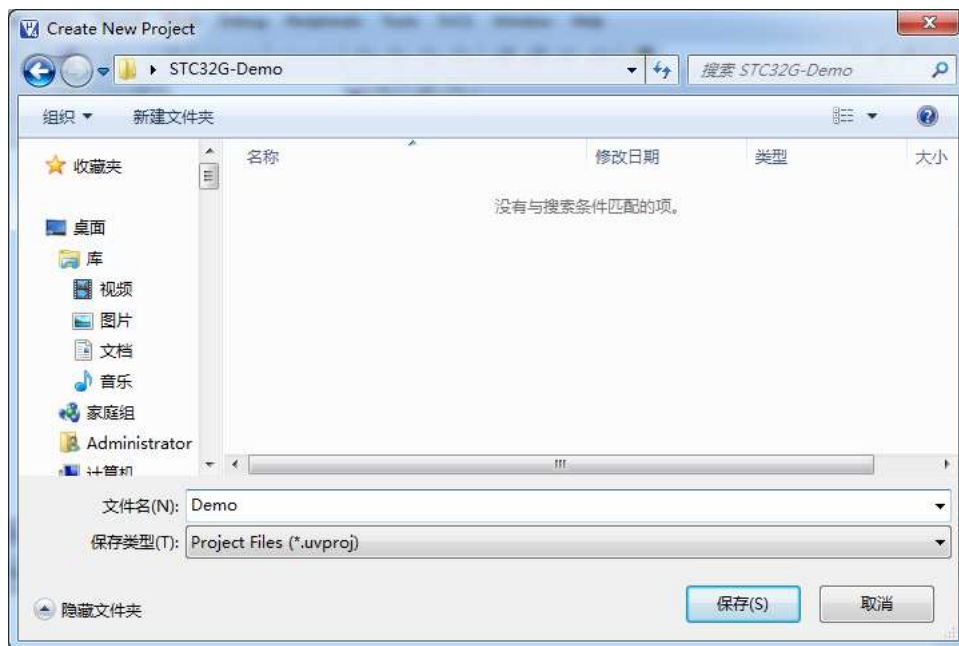 Create New Project
STC32G-Demo
搜索 STC32G-Demo
组织
新建文件夹
名称
修改日期
类型
大小
收藏夹
没有与搜索条件匹配的项。
桌面
库
视频
图片
文档
音乐
家庭组
Administrator
计算机
文件名(N): Demo
保存类型(T): Project Files (*.uvproj)
隐藏文件夹
保存(S)
取消